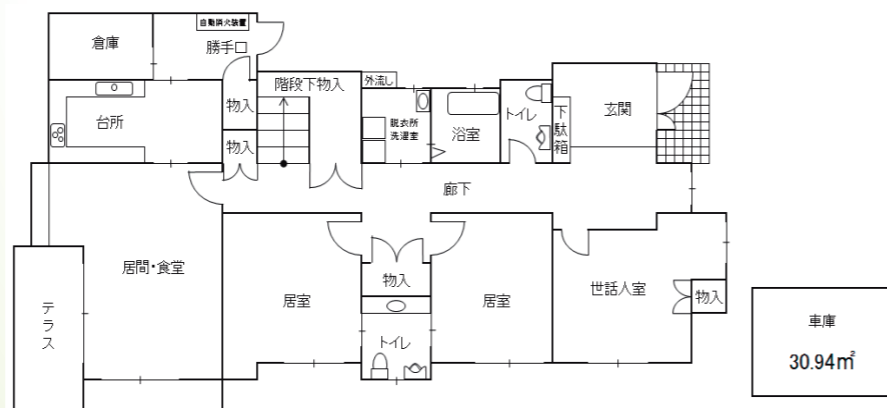 自動消火装置
倉庫
勝手口
階段下物入
外流し
台所
物入
脱衣所
洗濯室
浴室
トイレ
下駄箱
玄関
物入
廊下
居間・食堂
テラス
居室
物入
居室
世話人室
物入
トイレ
車庫
30.94㎡